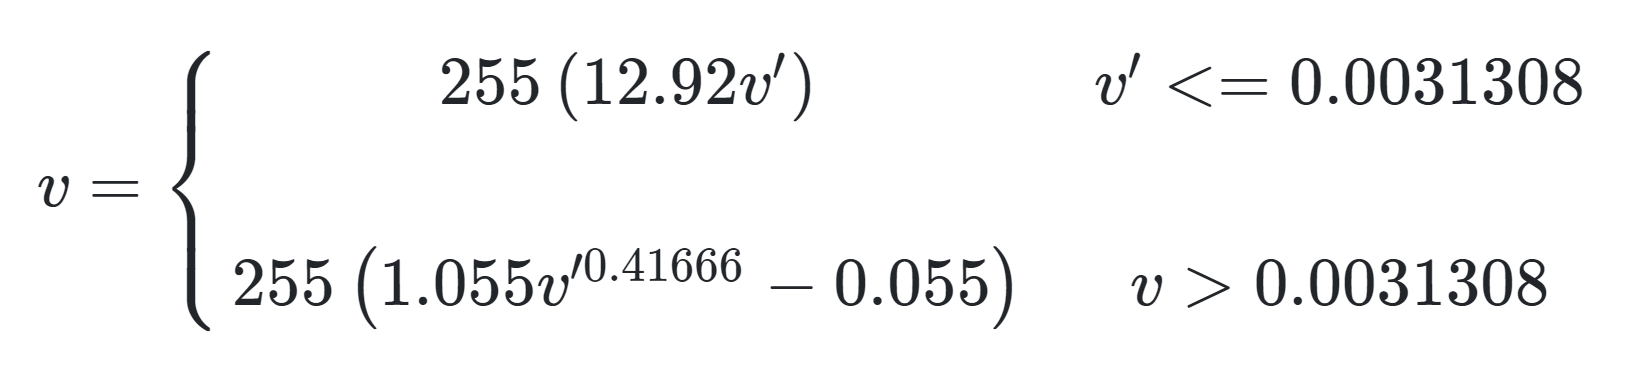 255 (12.92v′) v′ <= 0.0031308
v = {
255 (1.055v′^0.41666 − 0.055) v > 0.0031308